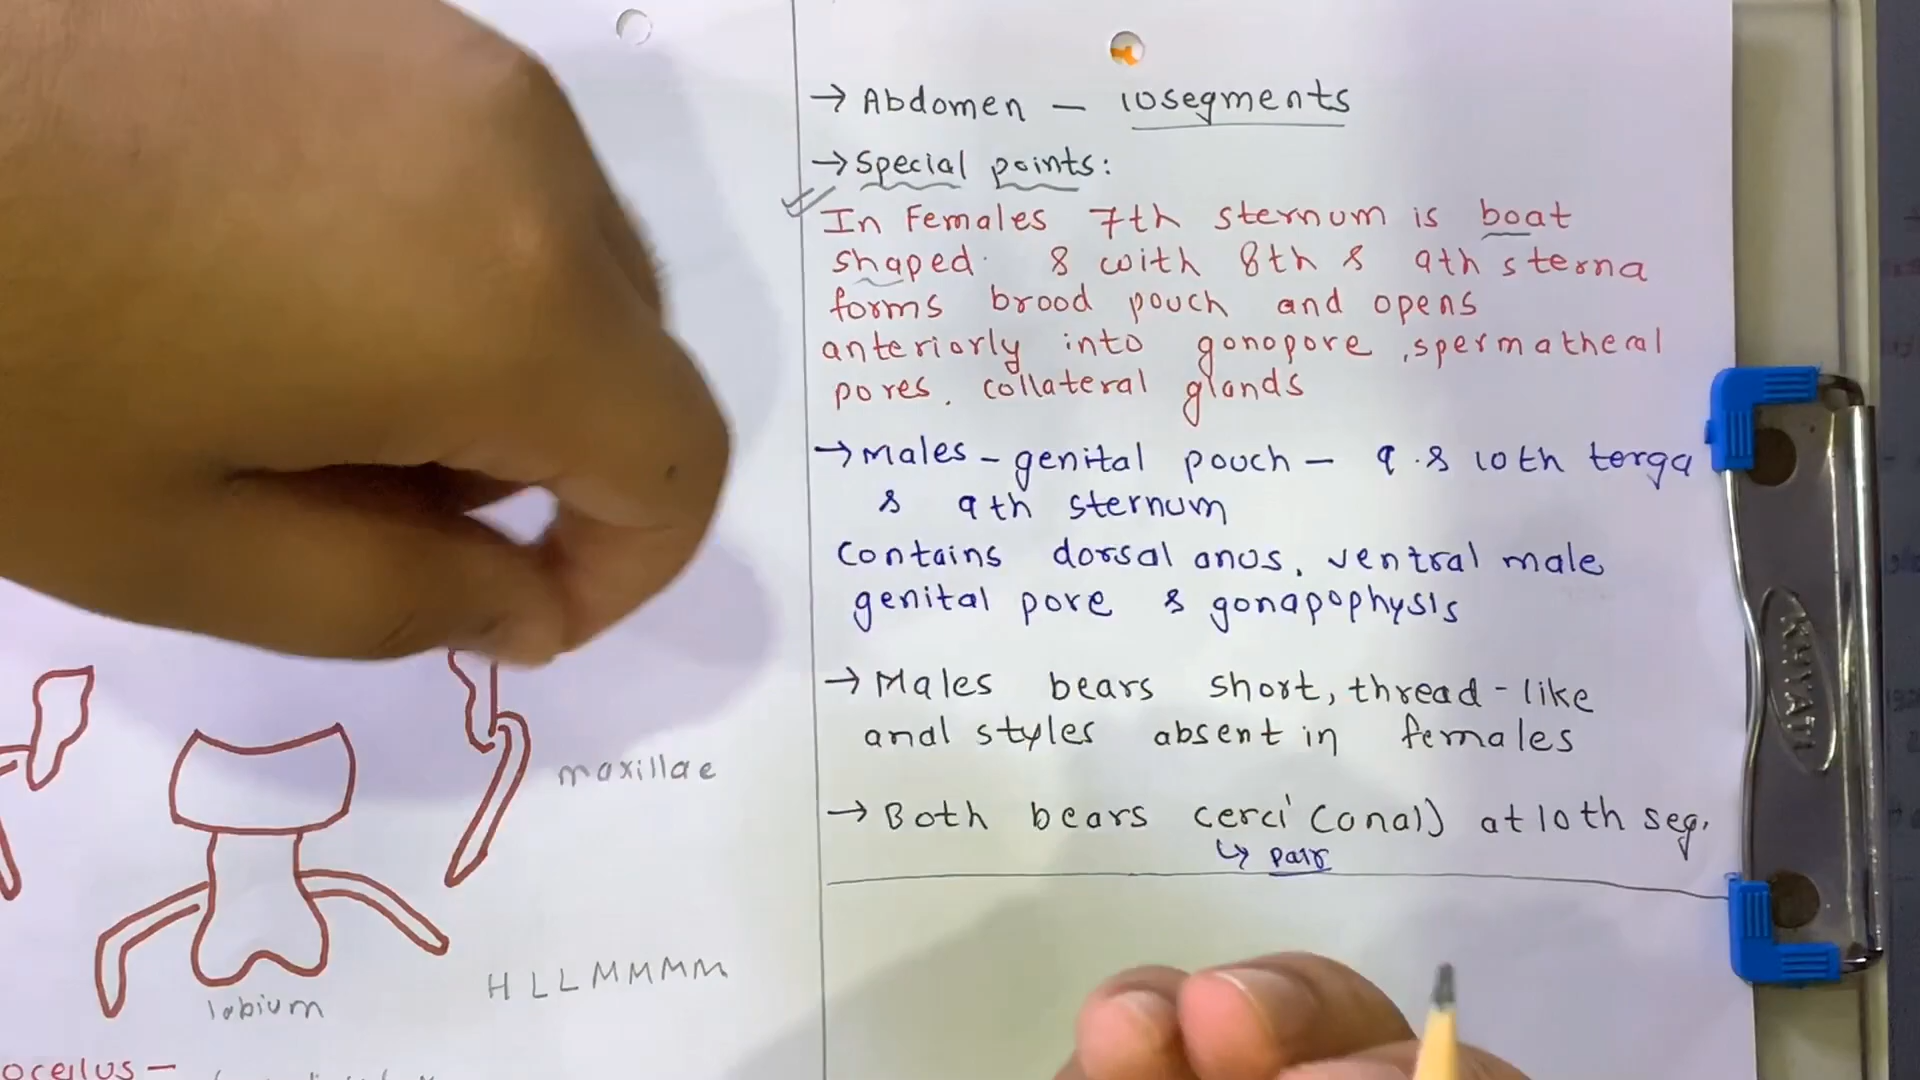 → Abdomen — 10segments
→ Special points:
In Females 7th sternum is boat
shaped & with 8th & 9th sterna
forms brood pouch and opens
anteriorly into gonopore, spermathecal
pores, collateral glands
→ Males - genital pouch - 9 & 10th terga
& 9th sternum
Contains dorsal anus, ventral male
genital pore & gonapophysis
→ Males bears short, thread-like
and styles absent in females
→ Both bears cerci (anal) at 10th seg.
↳ pair
maxillae
HLLMMMM
labium
ocellus —